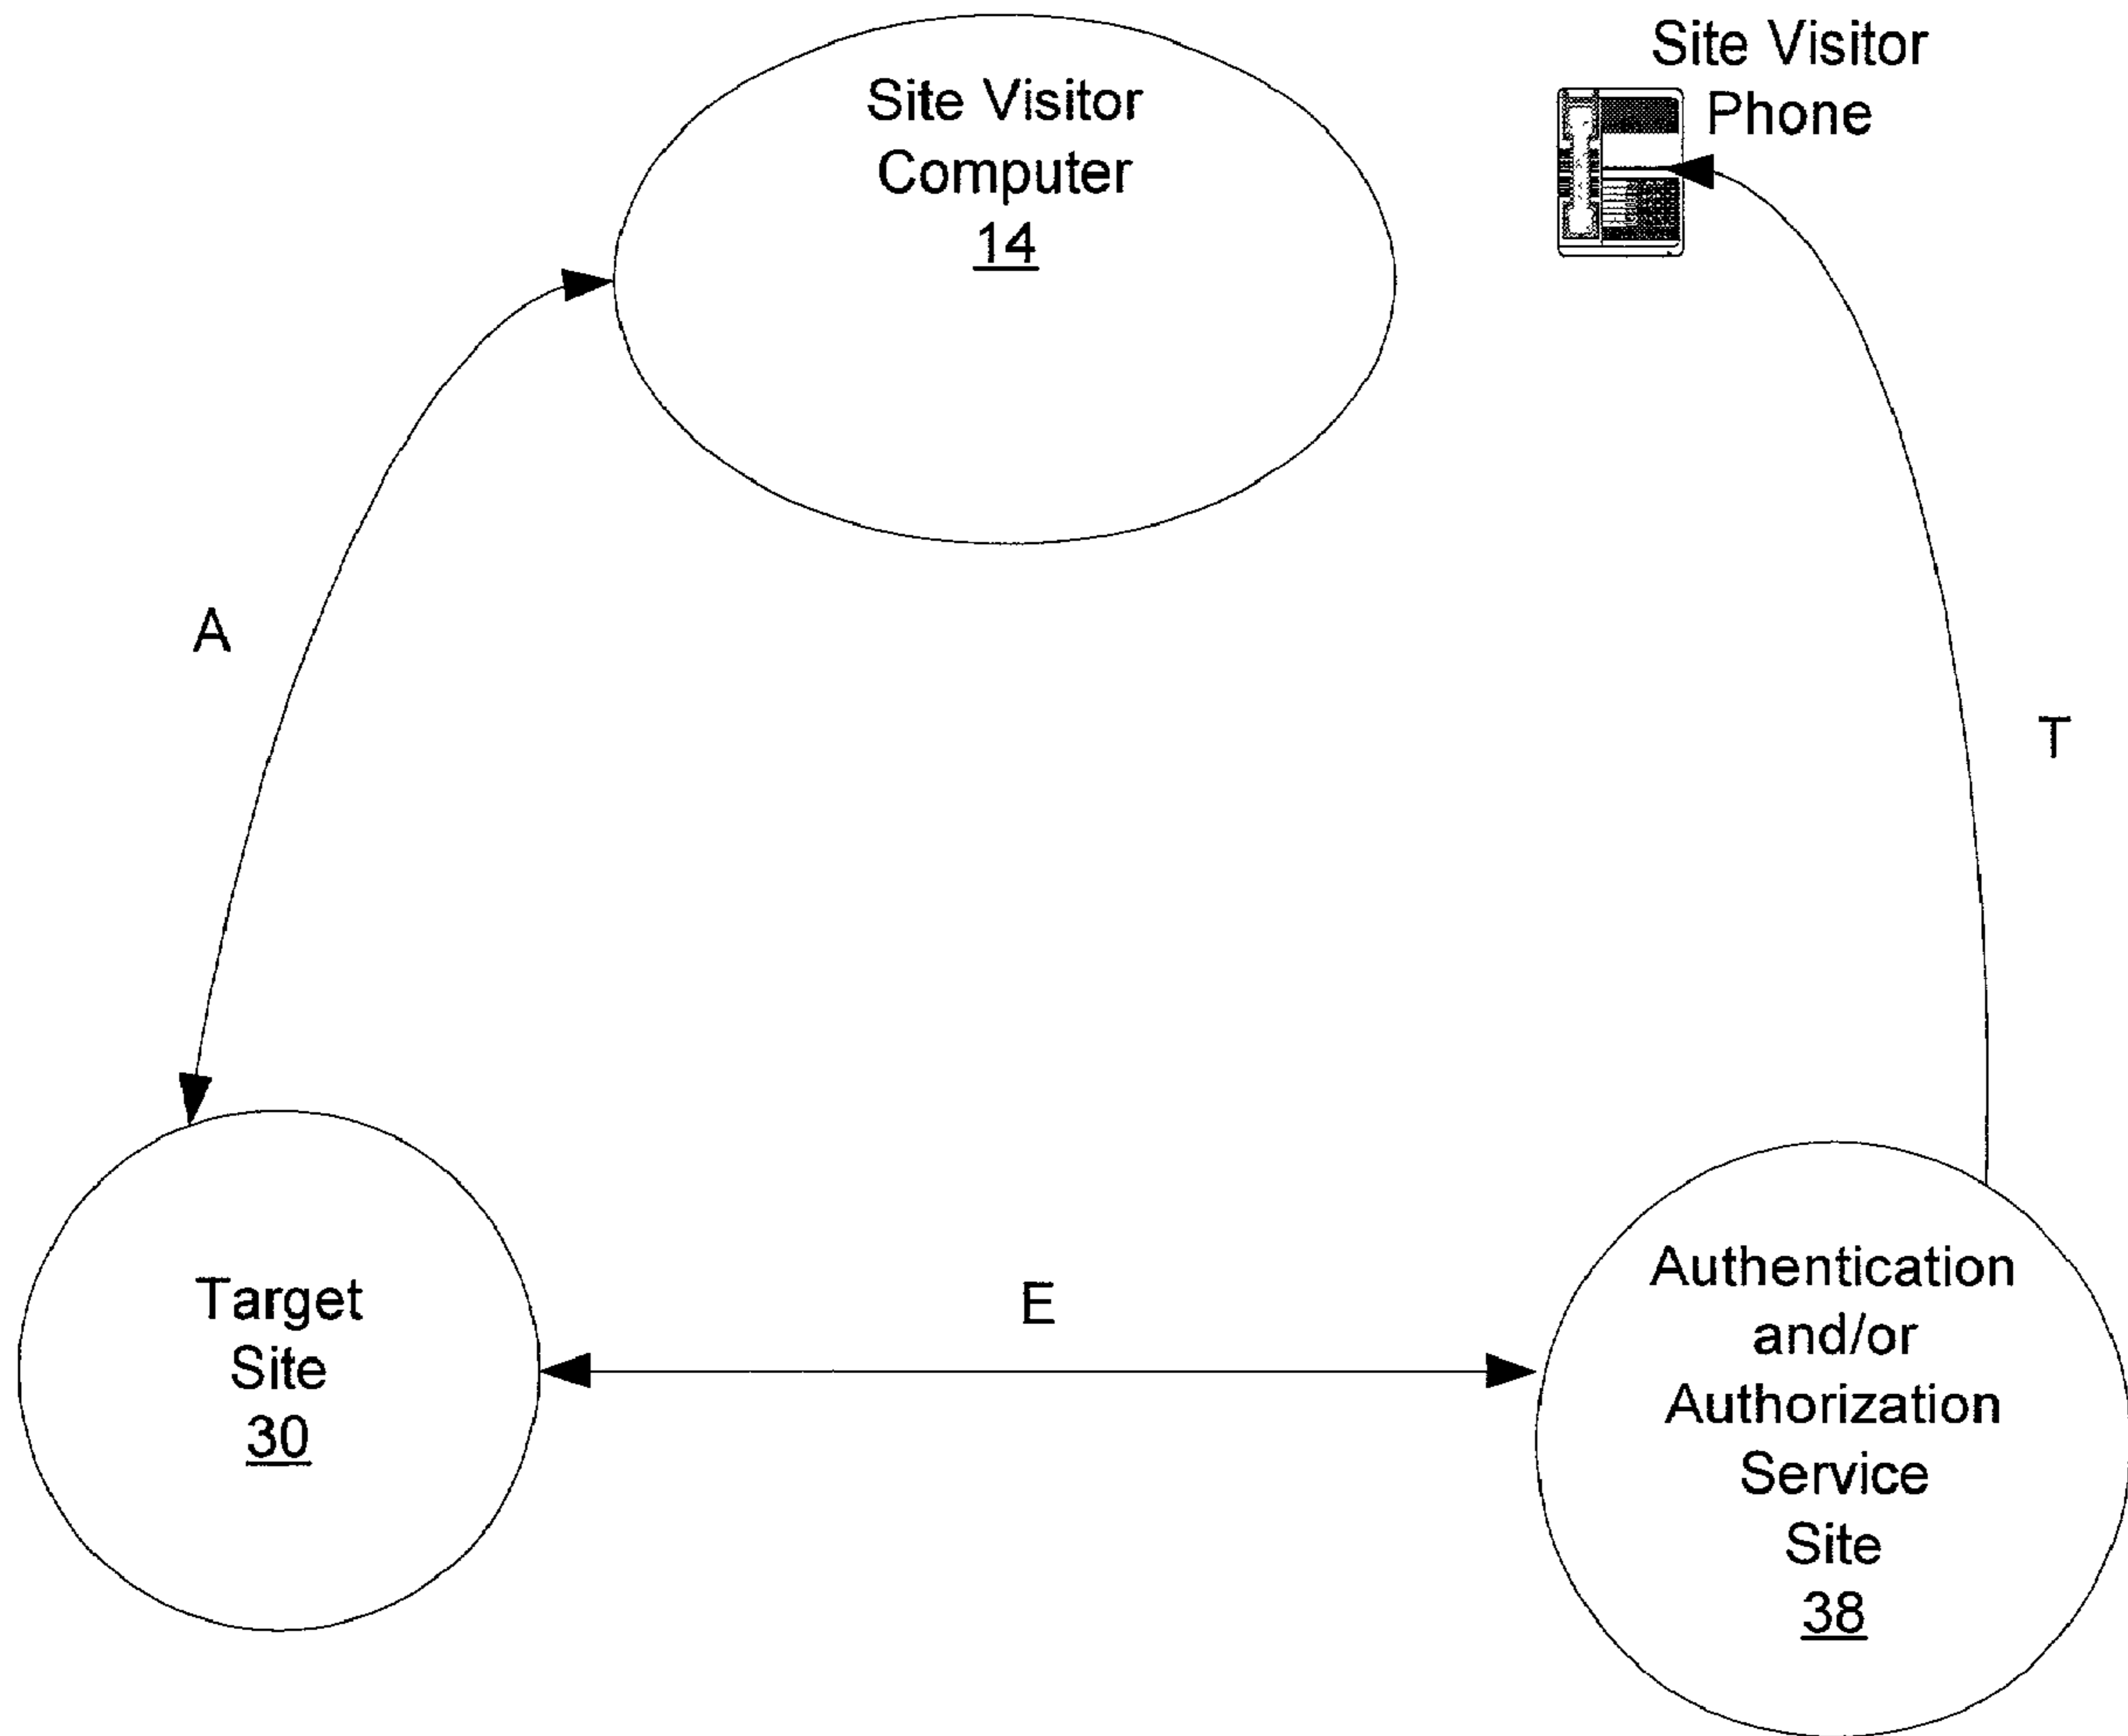 Site Visitor
Computer
14
Site Visitor
Phone
A
T
E
Target
Site
30
Authentication
and/or
Authorization
Service
Site
38